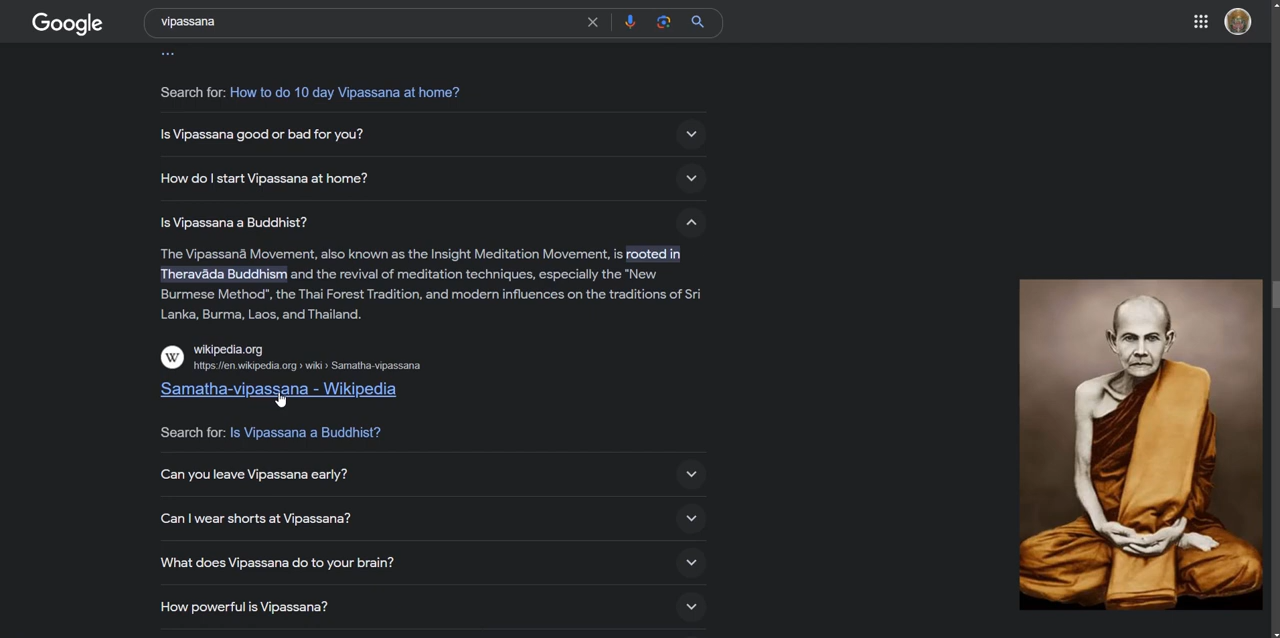 Google
vipassana
...
Search for: How to do 10 day Vipassana at home?
Is Vipassana good or bad for you?
How do I start Vipassana at home?
Is Vipassana a Buddhist?
The Vipassanā Movement, also known as the Insight Meditation Movement, is rooted in
Theravāda Buddhism and the revival of meditation techniques, especially the "New
Burmese Method", the Thai Forest Tradition, and modern influences on the traditions of Sri
Lanka, Burma, Laos, and Thailand.
W
wikipedia.org
https://en.wikipedia.org › wiki › Samatha-vipassana
Samatha-vipassana - Wikipedia
Search for: Is Vipassana a Buddhist?
Can you leave Vipassana early?
Can I wear shorts at Vipassana?
What does Vipassana do to your brain?
How powerful is Vipassana?